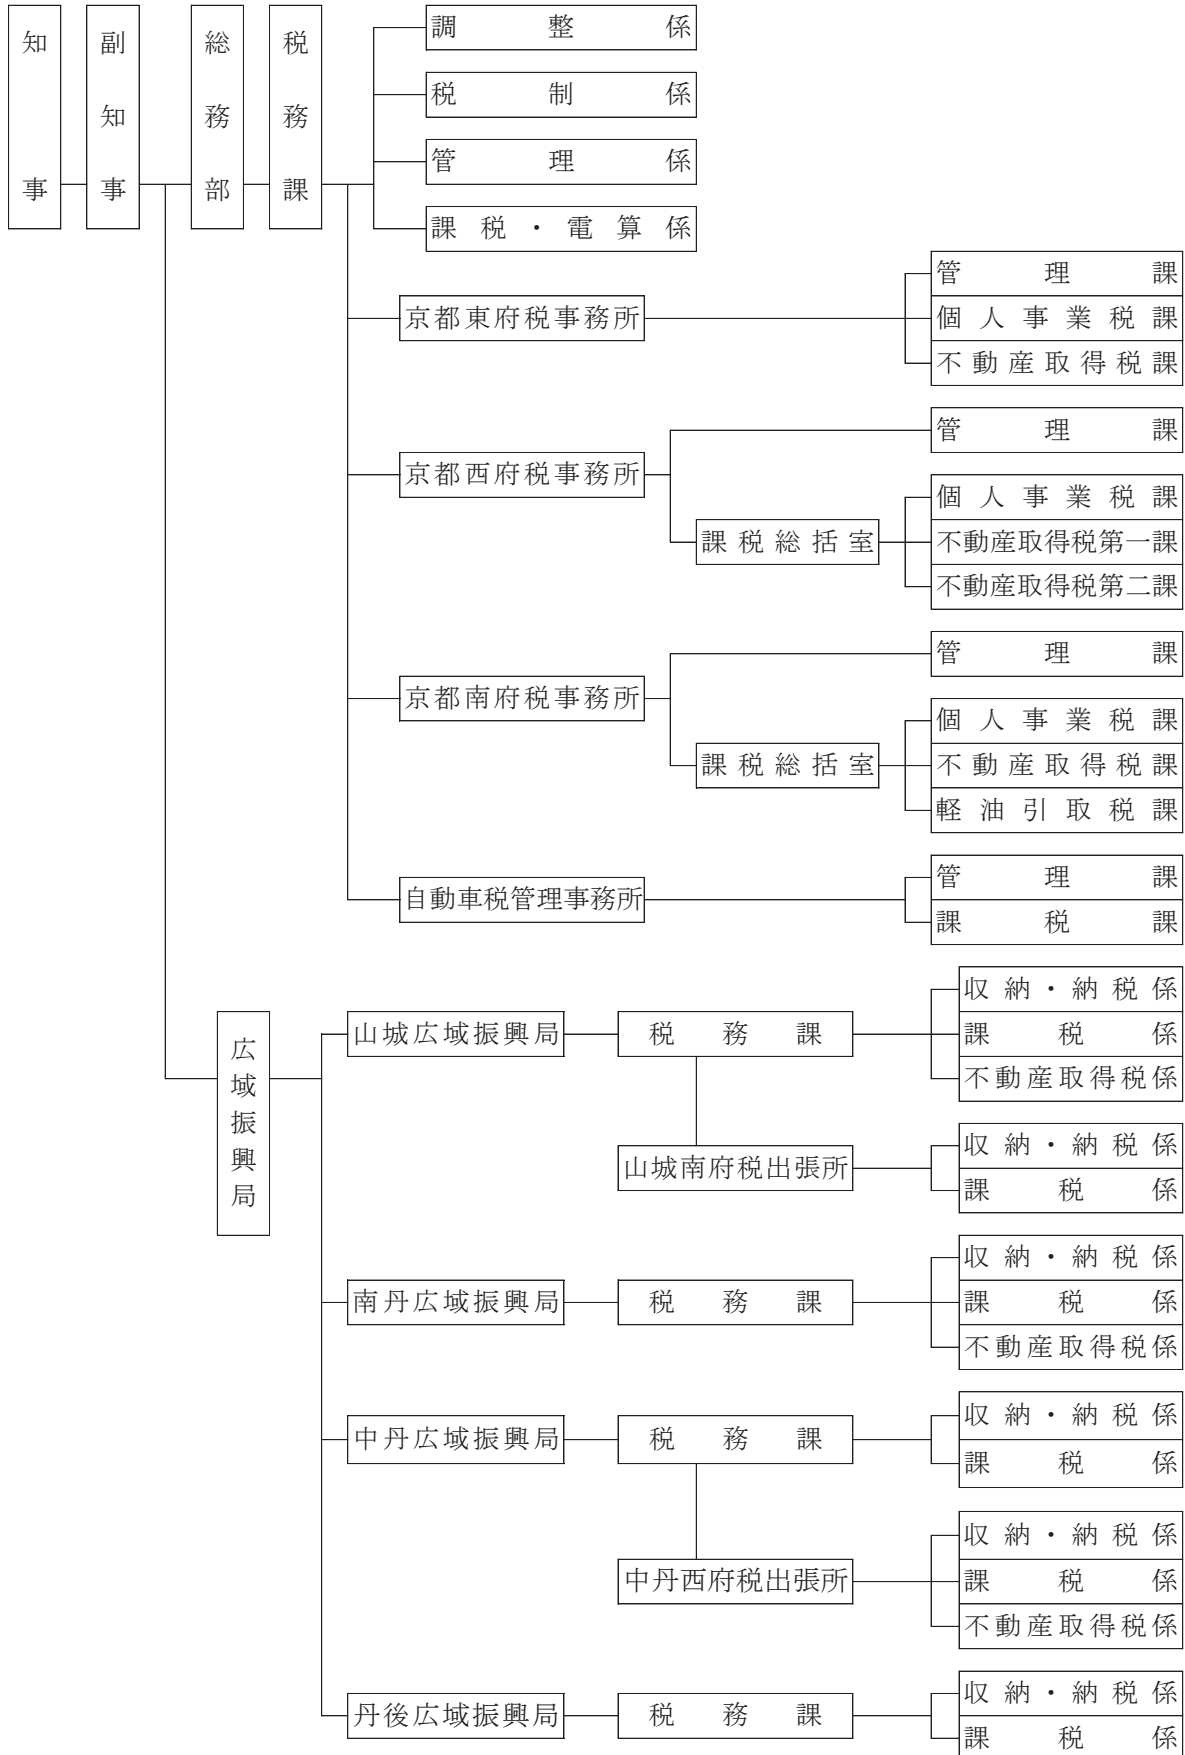 知事
副知事
総務部
税務課
調整係
税制係
管理係
課税・電算係
京都東府税事務所
管理課
個人事業税課
不動産取得税課
京都西府税事務所
管理課
課税総括室
個人事業税課
不動産取得税第一課
不動産取得税第二課
京都南府税事務所
管理課
課税総括室
個人事業税課
不動産取得税課
軽油引取税課
自動車税管理事務所
管理課
課税課
広域振興局
山城広域振興局
税務課
収納・納税係
課税係
不動産取得税係
山城南府税出張所
収納・納税係
課税係
南丹広域振興局
税務課
収納・納税係
課税係
不動産取得税係
中丹広域振興局
税務課
収納・納税係
課税係
中丹西府税出張所
収納・納税係
課税係
不動産取得税係
丹後広域振興局
税務課
収納・納税係
課税係